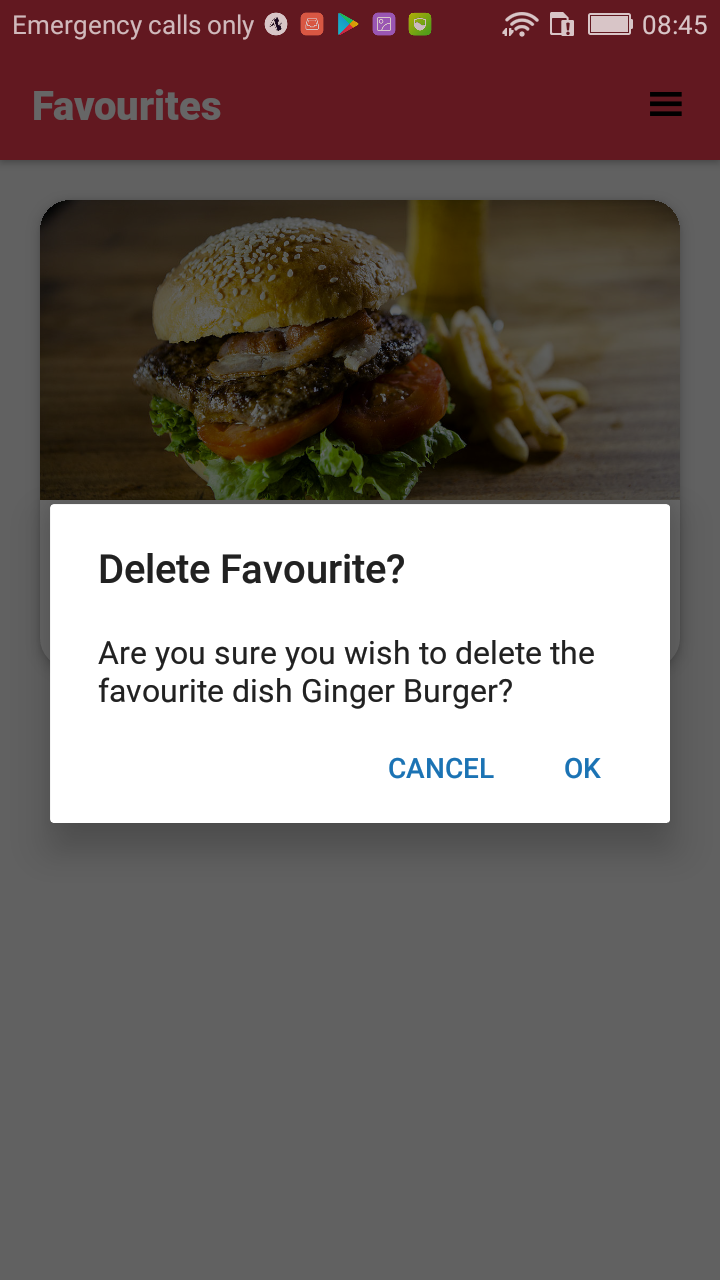 Emergency calls only 08:45
Favourites
Delete Favourite?
Are you sure you wish to delete the
favourite dish Ginger Burger?
CANCEL OK